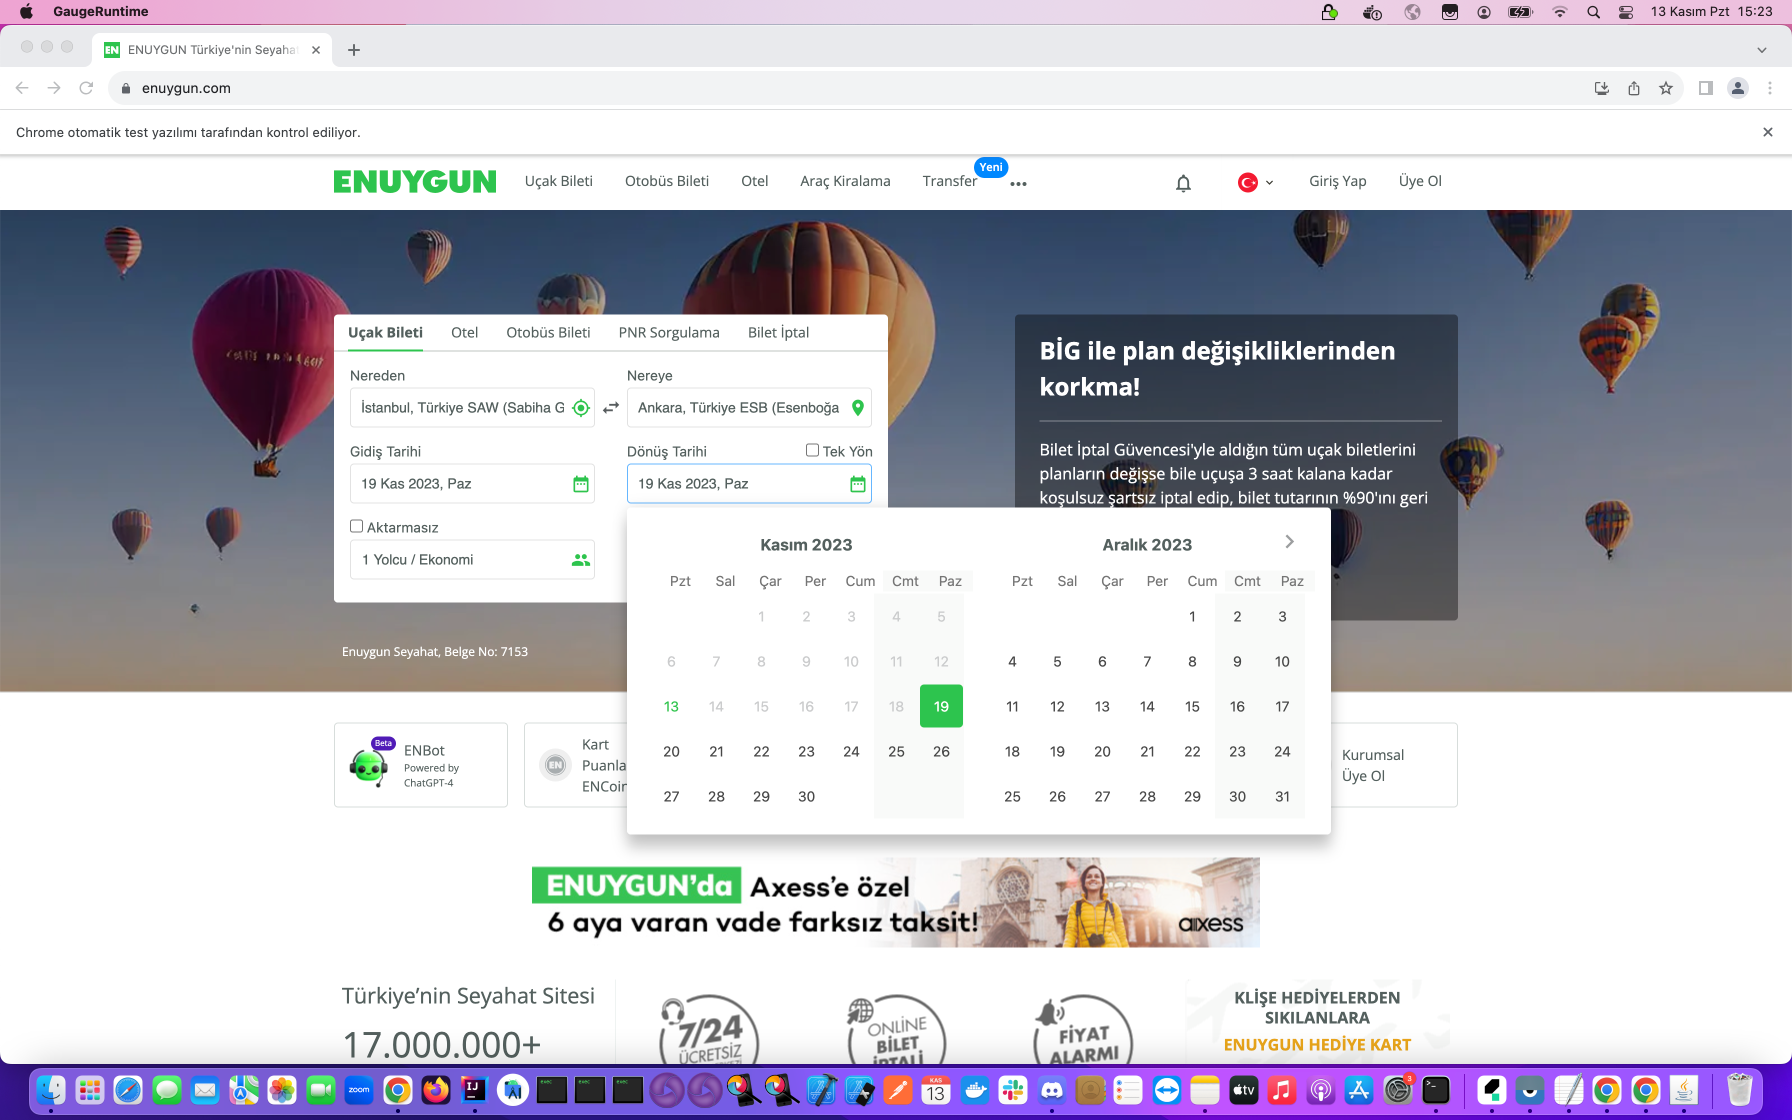 GaugeRuntime
13 Kasım Pzt 15:23
EN ENUYGUN Türkiye'nin Seyaha
enuygun.com
Chrome otomatik test yazılımı tarafından kontrol ediliyor.
ENUYGUN
Uçak Bileti Otobüs Bileti Otel Araç Kiralama Transfer Yeni
Giriş Yap Üye Ol
Uçak Bileti Otel Otobüs Bileti PNR Sorgulama Bilet İptal
Nereden Nereye
İstanbul, Türkiye SAW (Sabiha G Ankara, Türkiye ESB (Esenboğa
Gidiş Tarihi Dönüş Tarihi Tek Yön
19 Kas 2023, Paz 19 Kas 2023, Paz
Aktarmasız
1 Yolcu / Ekonomi
Enuygun Seyahat, Belge No: 7153
BİG ile plan değişikliklerinden
korkma!
Bilet İptal Güvencesi'yle aldığın tüm uçak biletlerini
planların değişse bile uçuşa 3 saat kalana kadar
koşulsuz şartsız iptal edip, bilet tutarının %90'ını geri
Kasım 2023
Pzt Sal Çar Per Cum Cmt Paz
1 2 3 4 5
6 7 8 9 10 11 12
13 14 15 16 17 18 19
20 21 22 23 24 25 26
27 28 29 30
Aralık 2023
Pzt Sal Çar Per Cum Cmt Paz
1 2 3
4 5 6 7 8 9 10
11 12 13 14 15 16 17
18 19 20 21 22 23 24
25 26 27 28 29 30 31
Beta
ENBot
Powered by
ChatGPT-4
EN
Kart
Puanla
ENCoin
Kurumsal
Üye Ol
ENUYGUN'da Axess'e özel
6 aya varan vade farksız taksit!
axess
Türkiye'nin Seyahat Sitesi
17.000.000+
7/24
ÜCRETSİZ
ONLINE
BİLET
İPTALİ
FİYAT
ALARMI
KLİŞE HEDİYELERDEN
SIKILANLARA
ENUYGUN HEDİYE KART
zoom
IJ
KAS
13
tv
3